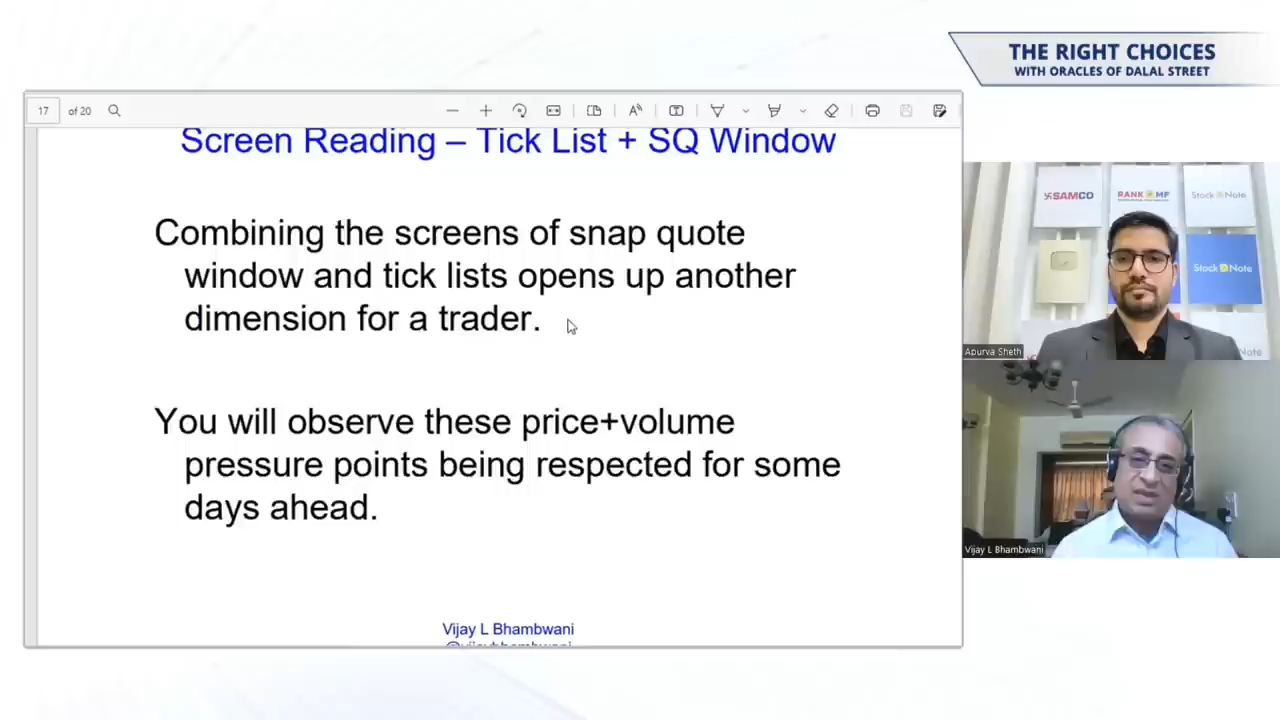 THE RIGHT CHOICES
WITH ORACLES OF DALAL STREET
17 of 20
Screen Reading – Tick List + SQ Window
Combining the screens of snap quote
window and tick lists opens up another
dimension for a trader.
You will observe these price+volume
pressure points being respected for some
days ahead.
Vijay L Bhambwani
SAMCO
RANK MF
Stock Note
Stock Note
Apurva Sheth
Vijay L Bhambwani